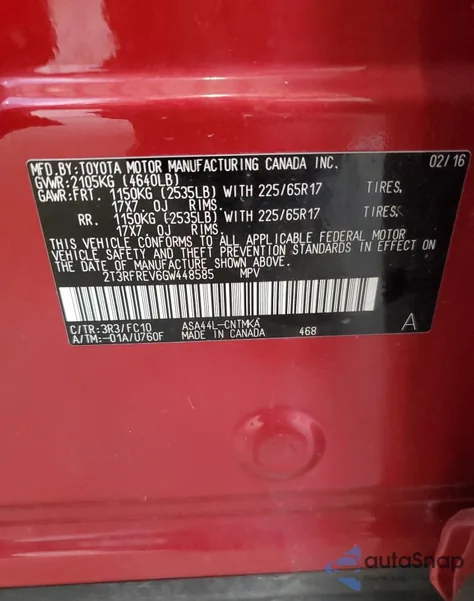 MFD.BY:TOYOTA MOTOR MANUFACTURING CANADA INC. 02/16
GVWR:2105KG (4640LB)
GAWR:FRT. 1150KG (2535LB) WITH 225/65R17 TIRES,
17X7 OJ RIMS.
RR. 1150KG (2535LB) WITH 225/65R17 TIRES,
17X7 OJ RIMS.
THIS VEHICLE CONFORMS TO ALL APPLICABLE FEDERAL MOTOR
VEHICLE SAFETY AND THEFT PREVENTION STANDARDS IN EFFECT ON
THE DATE OF MANUFACTURE SHOWN ABOVE.
2T3RFREV6GW448585 MPV
C/TR:3R3/FC10 ASA44L-CNTMKA
A/TM:-01A/U760F MADE IN CANADA 468 A
autoSnap